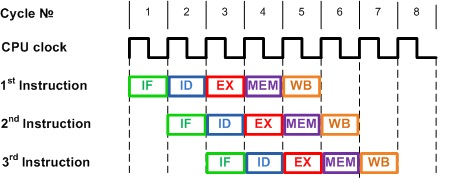 Cycle № 1 2 3 4 5 6 7 8
CPU clock
1st Instruction IF ID EX MEM WB
2nd Instruction IF ID EX MEM WB
3rd Instruction IF ID EX MEM WB